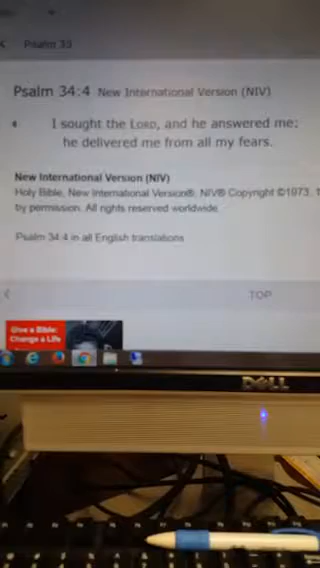 Psalm 33
Psalm 34:4 New International Version (NIV)
4 I sought the LORD, and he answered me;
he delivered me from all my fears.
New International Version (NIV)
Holy Bible, New International Version®, NIV® Copyright ©1973, 1
by permission. All rights reserved worldwide.
Psalm 34:4 in all English translations
TOP
Give a Bible:
Change a Life
DELL